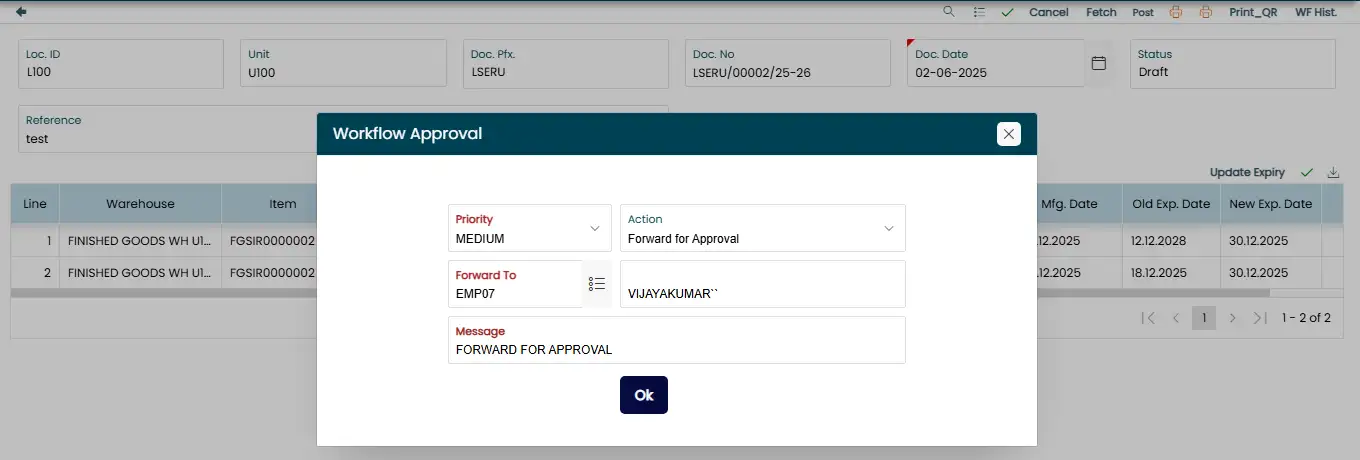 Cancel Fetch Post Print_QR WF Hist.
Loc. ID Unit Doc. Pfx. Doc. No Doc. Date Status
L100 U100 LSERU LSERU/00002/25-26 02-06-2025 Draft
Reference
test
Workflow Approval
Update Expiry
Line Warehouse Item Mfg. Date Old Exp. Date New Exp. Date
1 FINISHED GOODS WH U1... FGSIR0000002 .12.2025 12.12.2028 30.12.2025
2 FINISHED GOODS WH U1... FGSIR0000002 .12.2025 18.12.2025 30.12.2025
1 1 - 2 of 2
Priority Action
MEDIUM Forward for Approval
Forward To
EMP07 VIJAYAKUMAR``
Message
FORWARD FOR APPROVAL
Ok